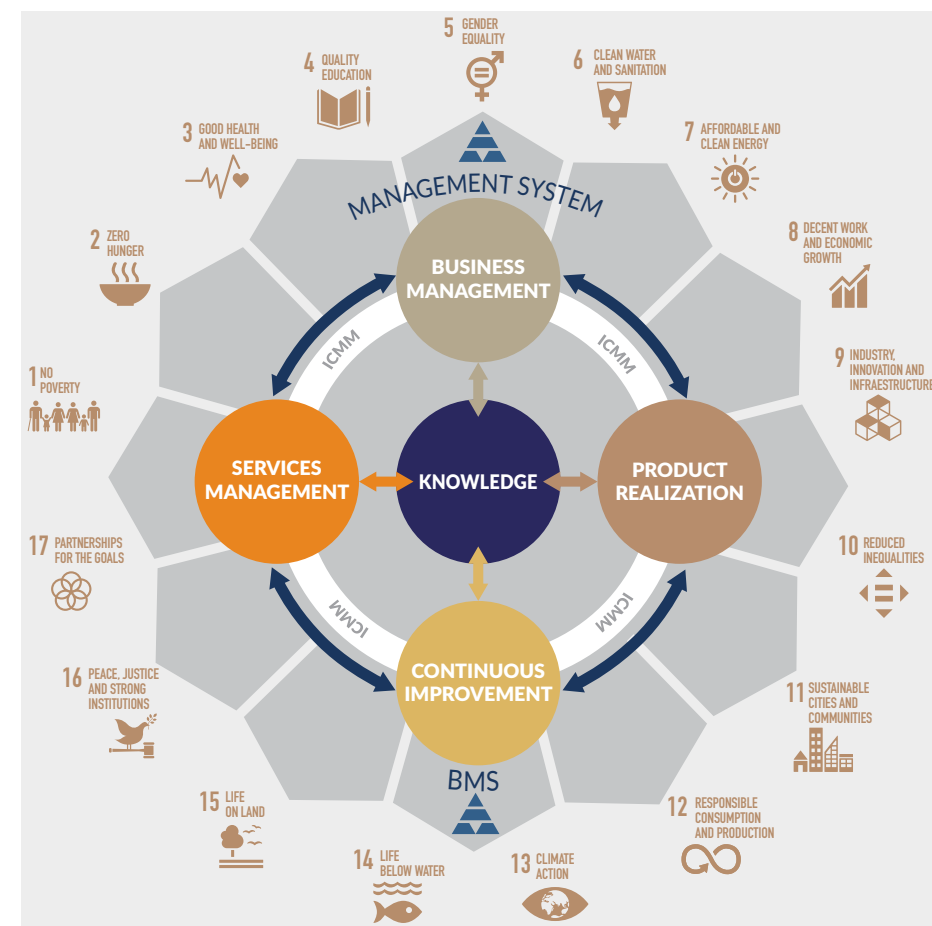 5 GENDER
EQUALITY
4 QUALITY
EDUCATION
6 CLEAN WATER
AND SANITATION
3 GOOD HEALTH
AND WELL-BEING
7 AFFORDABLE AND
CLEAN ENERGY
MANAGEMENT SYSTEM
2 ZERO
HUNGER
8 DECENT WORK
AND ECONOMIC
GROWTH
BUSINESS
MANAGEMENT
ICMM
ICMM
1 NO
POVERTY
9 INDUSTRY,
INNOVATION AND
INFRAESTRUCTURE
SERVICES
MANAGEMENT
KNOWLEDGE
PRODUCT
REALIZATION
17 PARTNERSHIPS
FOR THE GOALS
10 REDUCED
INEQUALITIES
ICMM
ICMM
16 PEACE, JUSTICE
AND STRONG
INSTITUTIONS
CONTINUOUS
IMPROVEMENT
11 SUSTAINABLE
CITIES AND
COMMUNITIES
BMS
15 LIFE
ON LAND
12 RESPONSIBLE
CONSUMPTION
AND PRODUCTION
14 LIFE
BELOW WATER
13 CLIMATE
ACTION